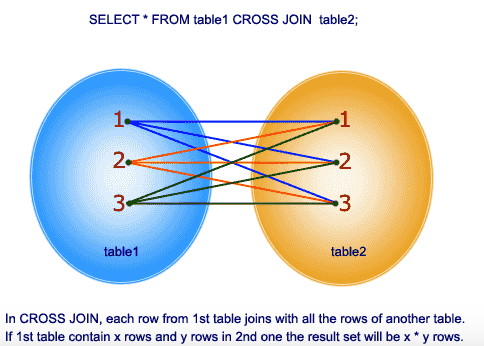 SELECT * FROM table1 CROSS JOIN table2;
1 1
2 2
3 3
table1 table2
In CROSS JOIN, each row from 1st table joins with all the rows of another table.
If 1st table contain x rows and y rows in 2nd one the result set will be x * y rows.